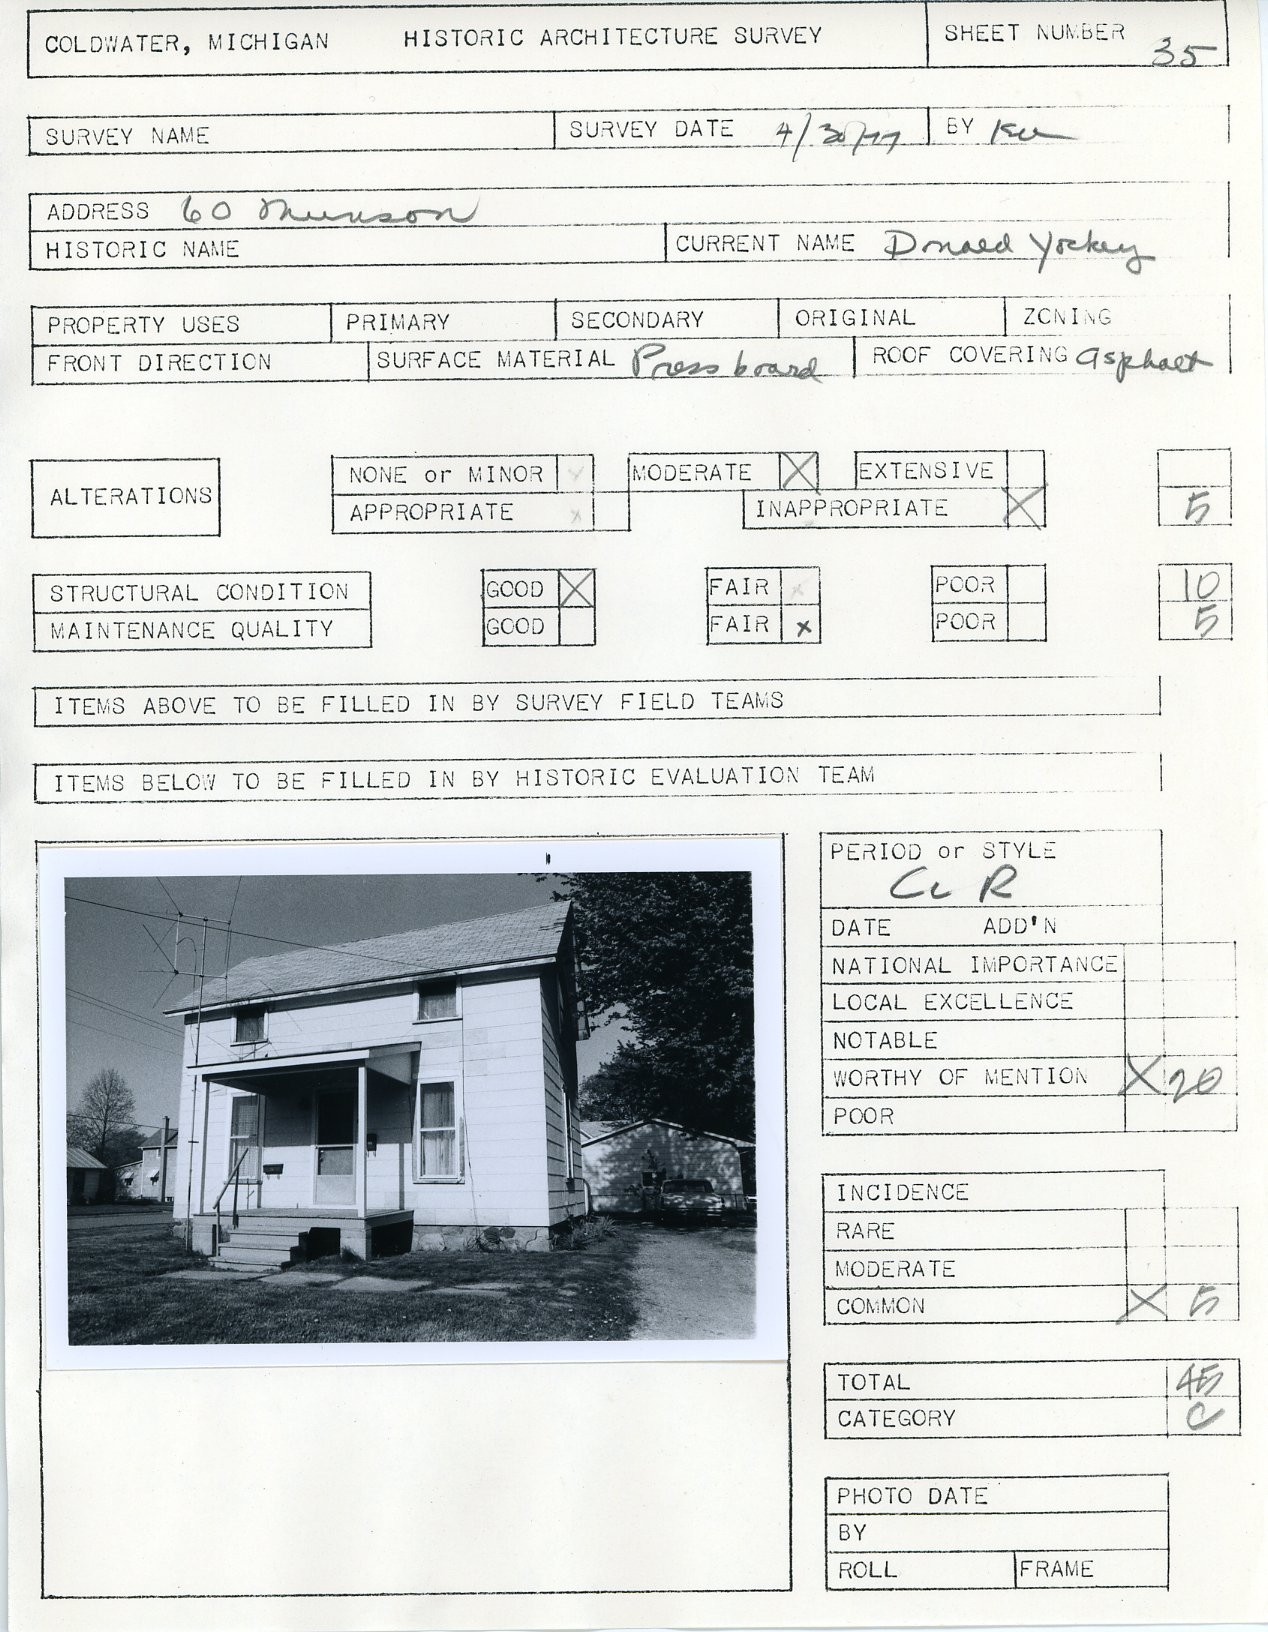 COLDWATER, MICHIGAN HISTORIC ARCHITECTURE SURVEY SHEET NUMBER 35
SURVEY NAME SURVEY DATE 4/30/77 BY
ADDRESS 60 Munson
HISTORIC NAME CURRENT NAME Donald Yockey
PROPERTY USES PRIMARY SECONDARY ORIGINAL ZONING
FRONT DIRECTION SURFACE MATERIAL Press board ROOF COVERING asphalt
ALTERATIONS
NONE or MINOR x MODERATE X EXTENSIVE
APPROPRIATE x INAPPROPRIATE X 5
STRUCTURAL CONDITION GOOD X FAIR x POOR 10
MAINTENANCE QUALITY GOOD FAIR x POOR 5
ITEMS ABOVE TO BE FILLED IN BY SURVEY FIELD TEAMS
ITEMS BELOW TO BE FILLED IN BY HISTORIC EVALUATION TEAM
PERIOD or STYLE
DATE ADD'N
NATIONAL IMPORTANCE
LOCAL EXCELLENCE
NOTABLE
WORTHY OF MENTION X 20
POOR
INCIDENCE
RARE
MODERATE
COMMON X 5
TOTAL 45
CATEGORY C
PHOTO DATE
BY
ROLL FRAME